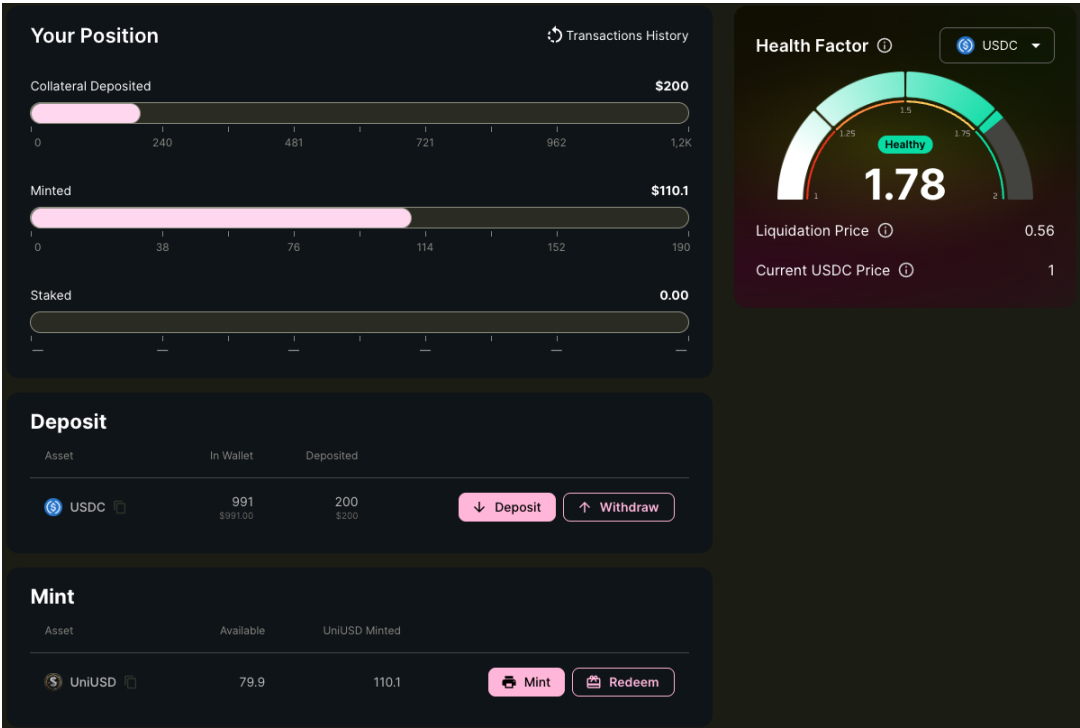 Your Position
Transactions History
Collateral Deposited
$200
0 240 481 721 962 1,2K
Minted
$110.1
0 38 76 114 152 190
Staked
0.00
— — — — — —
Health Factor
USDC
1 1.25 1.5 1.75 2
Healthy
1.78
Liquidation Price 0.56
Current USDC Price 1
Deposit
Asset In Wallet Deposited
USDC 991 200 Deposit Withdraw
$991.00 $200
Mint
Asset Available UniUSD Minted
UniUSD 79.9 110.1 Mint Redeem